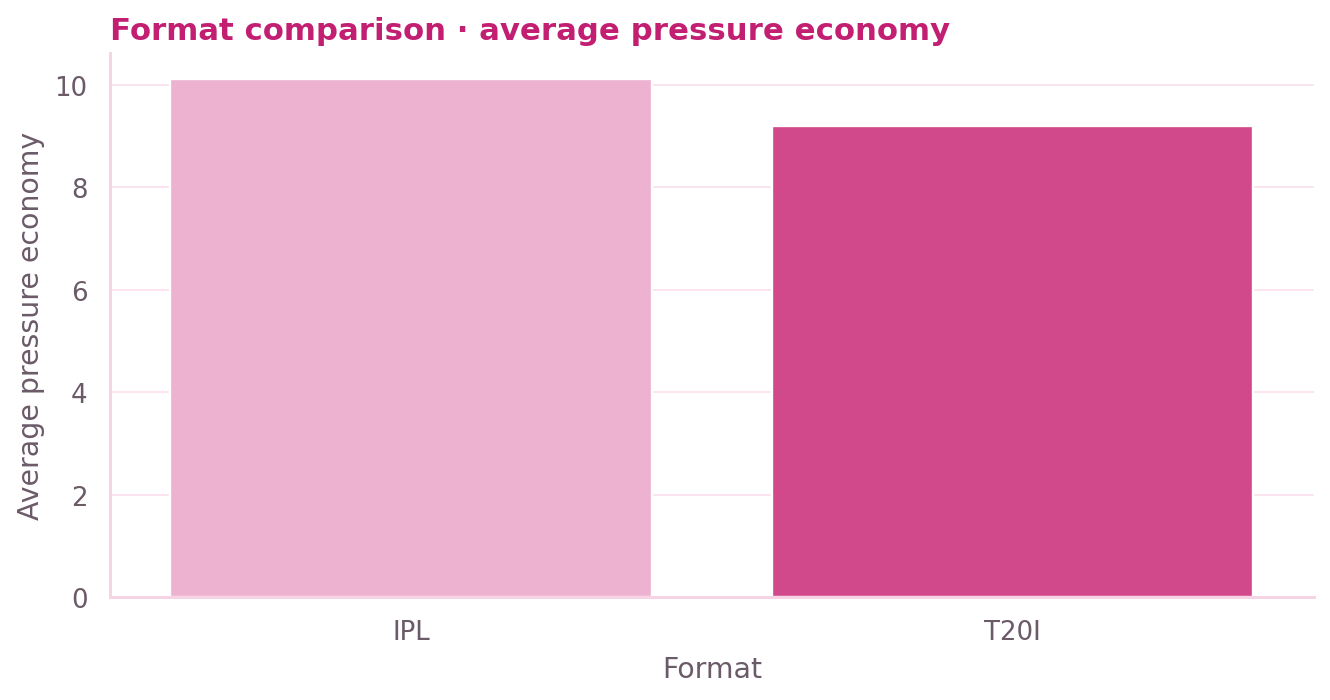 Format comparison · average pressure economy
Average pressure economy
10
8
6
4
2
0
IPL
T20I
Format